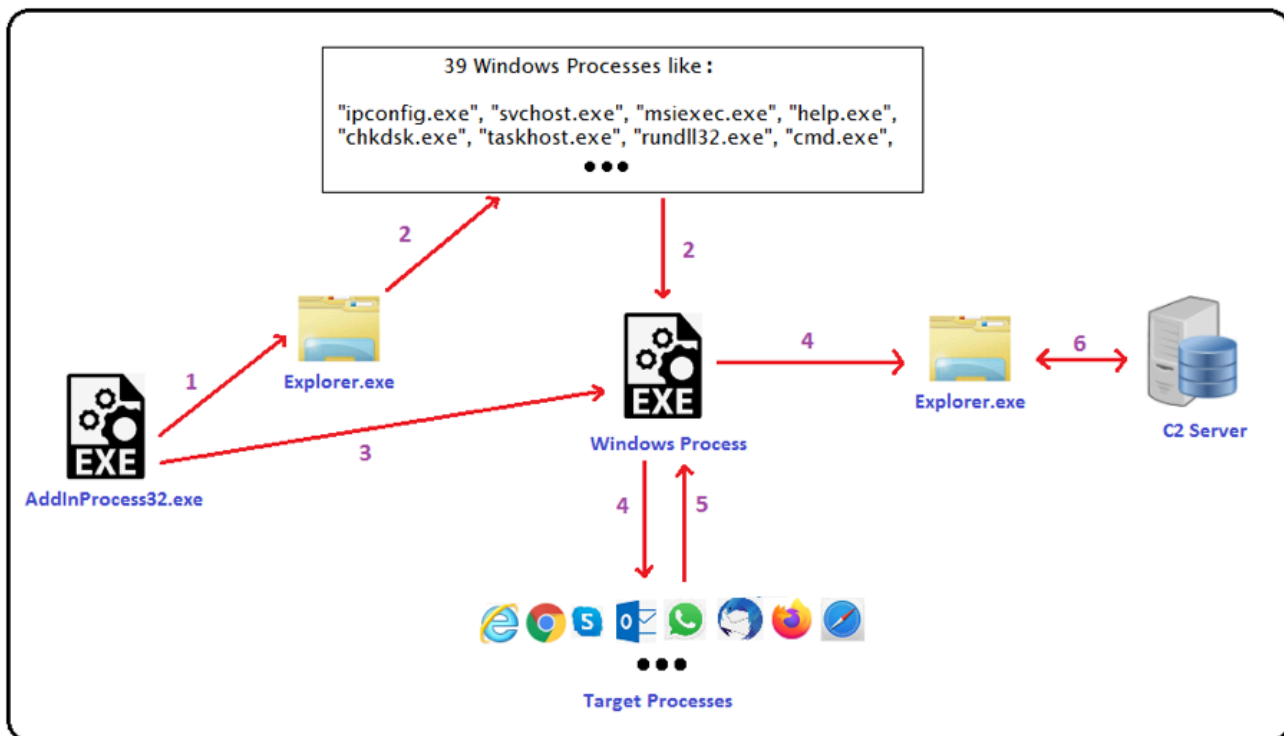 39 Windows Processes like :
"ipconfig.exe", "svchost.exe", "msiexec.exe", "help.exe",
"chkdsk.exe", "taskhost.exe", "rundll32.exe", "cmd.exe",
●●●
2
2
1
Explorer.exe
EXE
AddInProcess32.exe
3
EXE
Windows Process
4
Explorer.exe
6
C2 Server
4
5
S
O
●●●
Target Processes